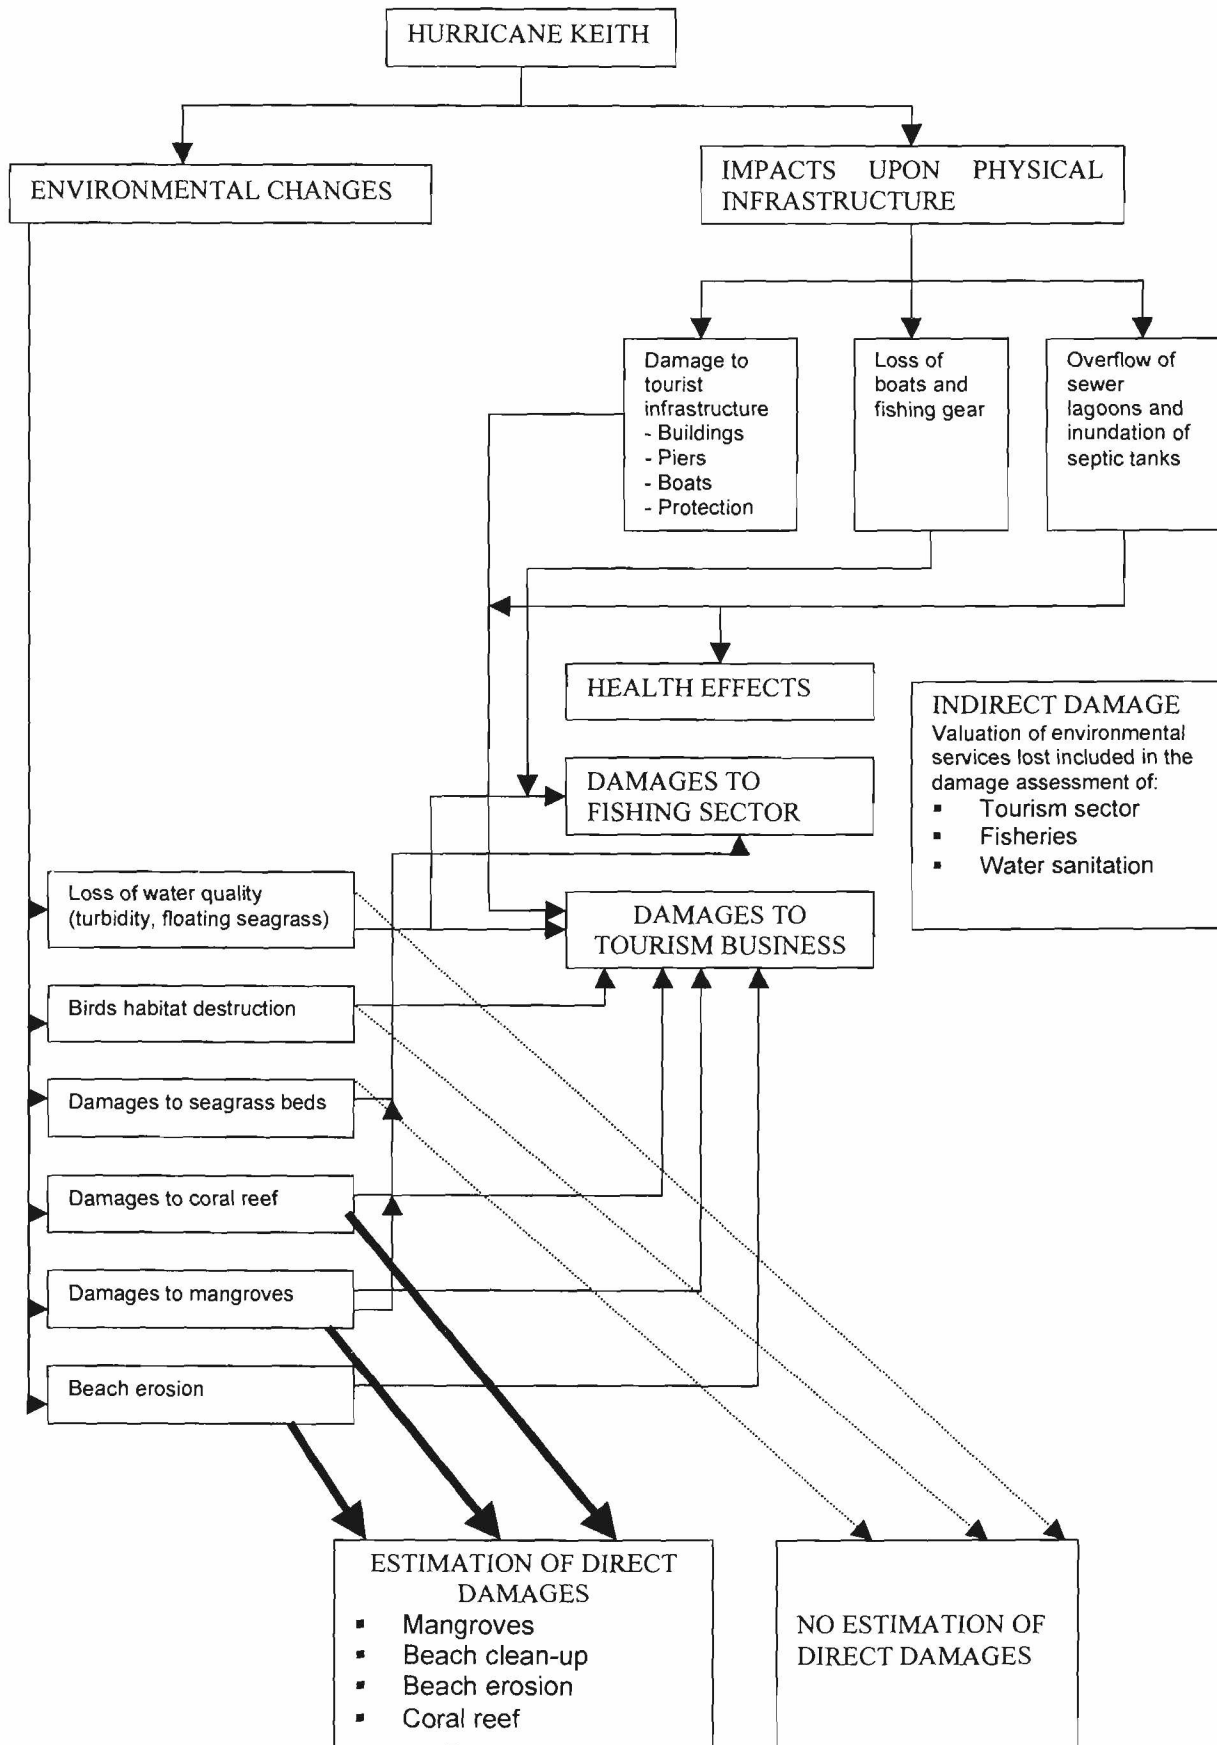 HURRICANE KEITH
ENVIRONMENTAL CHANGES
IMPACTS UPON PHYSICAL
INFRASTRUCTURE
Damage to
tourist
infrastructure
- Buildings
- Piers
- Boats
- Protection
Loss of
boats and
fishing gear
Overflow of
sewer
lagoons and
inundation of
septic tanks
HEALTH EFFECTS
INDIRECT DAMAGE
Valuation of environmental
services lost included in the
damage assessment of:
▪ Tourism sector
▪ Fisheries
▪ Water sanitation
DAMAGES TO
FISHING SECTOR
Loss of water quality
(turbidity, floating seagrass)
DAMAGES TO
TOURISM BUSINESS
Birds habitat destruction
Damages to seagrass beds
Damages to coral reef
Damages to mangroves
Beach erosion
ESTIMATION OF DIRECT
DAMAGES
▪ Mangroves
▪ Beach clean-up
▪ Beach erosion
▪ Coral reef
NO ESTIMATION OF
DIRECT DAMAGES